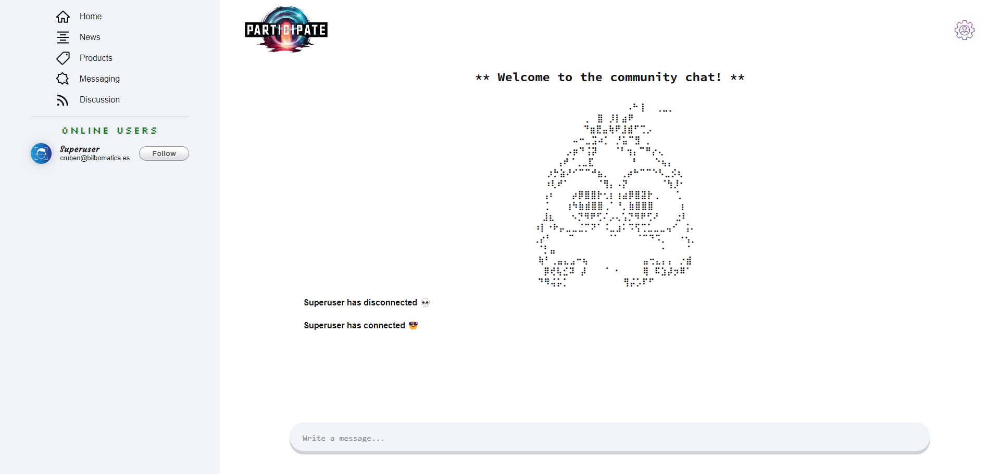 Home
News
Products
Messaging
Discussion
ONLINE USERS
Superuser
cruben@bilbomatica.es
Follow
PARTICIPATE
** Welcome to the community chat! **
Superuser has disconnected 💀
Superuser has connected 😎
Write a message...